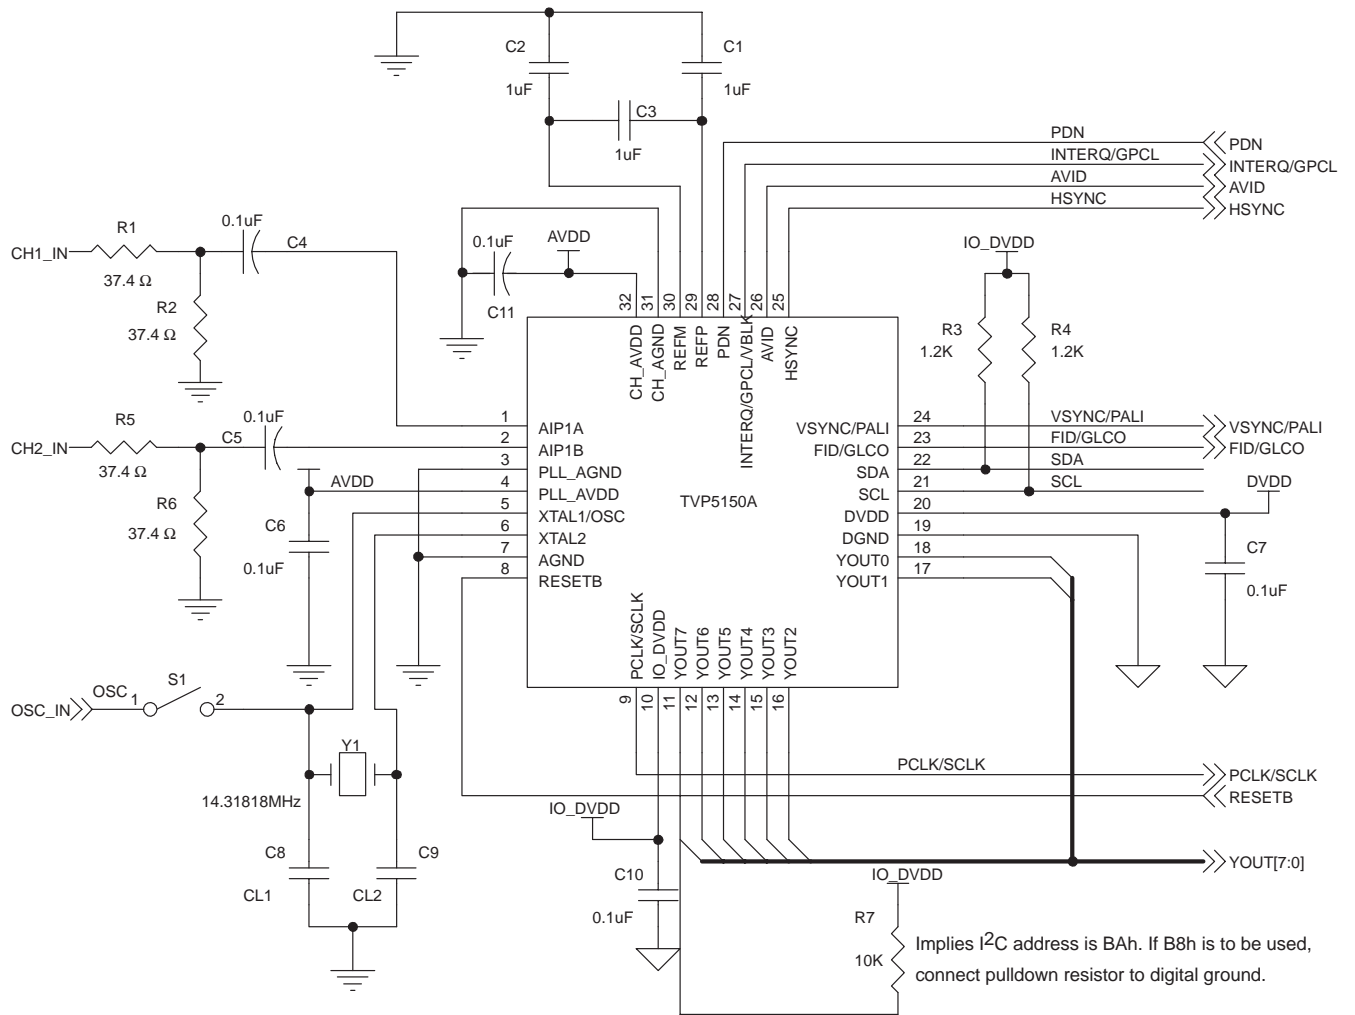 C2
C1
1uF
1uF
C3
1uF
PDN
PDN
INTERQ/GPCL
INTERQ/GPCL
AVID
AVID
HSYNC
HSYNC
R1
0.1uF
C4
CH1_IN
37.4 Ω
R2
37.4 Ω
0.1uF
AVDD
C11
IO_DVDD
R3
1.2K
R4
1.2K
32
31
30
29
28
27
26
25
CH_AVDD
CH_AGND
REFM
REFP
PDN
INTERQ/GPCL/VBLK
AVID
HSYNC
R5
0.1uF
C5
CH2_IN
37.4 Ω
R6
37.4 Ω
AVDD
C6
0.1uF
1
2
3
4
5
6
7
8
AIP1A
AIP1B
PLL_AGND
PLL_AVDD
XTAL1/OSC
XTAL2
AGND
RESETB
TVP5150A
VSYNC/PALI
FID/GLCO
SDA
SCL
DVDD
DGND
YOUT0
YOUT1
24
23
22
21
20
19
18
17
VSYNC/PALI
VSYNC/PALI
FID/GLCO
FID/GLCO
SDA
SCL
DVDD
C7
0.1uF
PCLK/SCLK
IO_DVDD
YOUT7
YOUT6
YOUT5
YOUT4
YOUT3
YOUT2
9
10
11
12
13
14
15
16
OSC_IN
OSC
1
S1
2
Y1
14.31818MHz
C8
CL1
C9
CL2
PCLK/SCLK
PCLK/SCLK
RESETB
IO_DVDD
C10
0.1uF
YOUT[7:0]
IO_DVDD
R7
10K
Implies I2C address is BAh. If B8h is to be used,
connect pulldown resistor to digital ground.